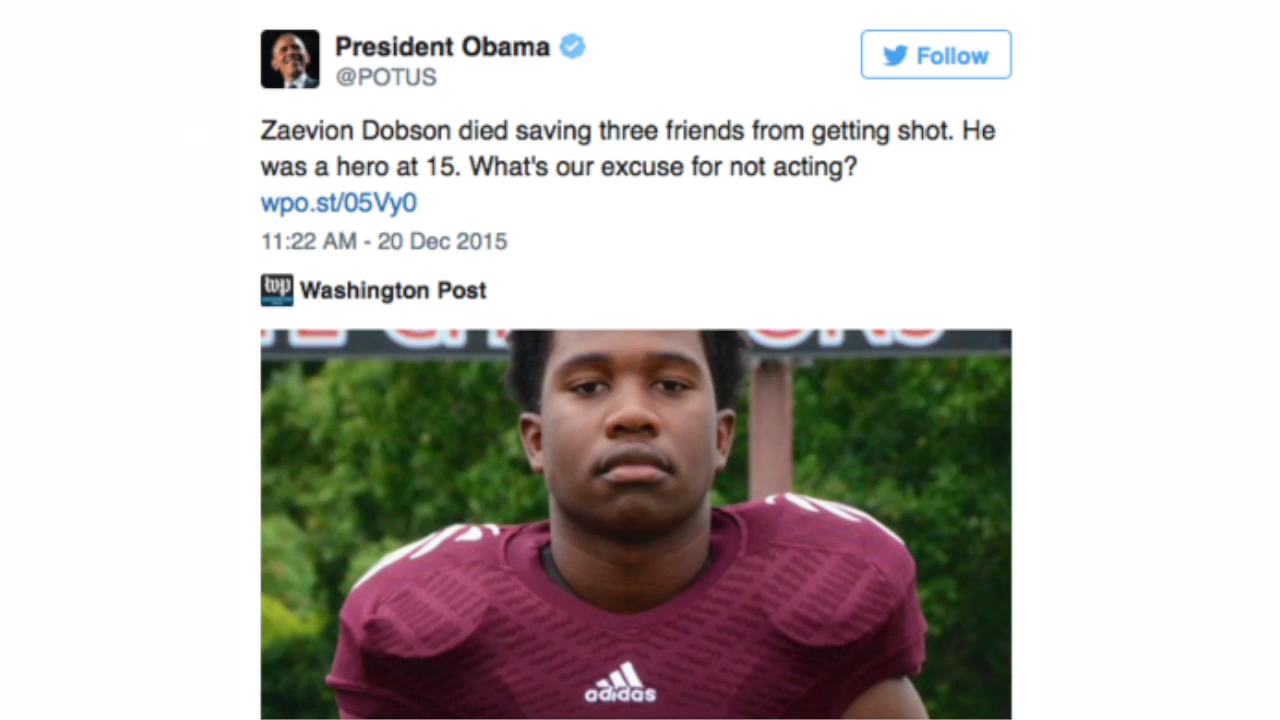 President Obama
@POTUS
Follow
Zaevion Dobson died saving three friends from getting shot. He
was a hero at 15. What's our excuse for not acting?
wpo.st/05Vy0
11:22 AM - 20 Dec 2015
wp
Washington Post
adidas